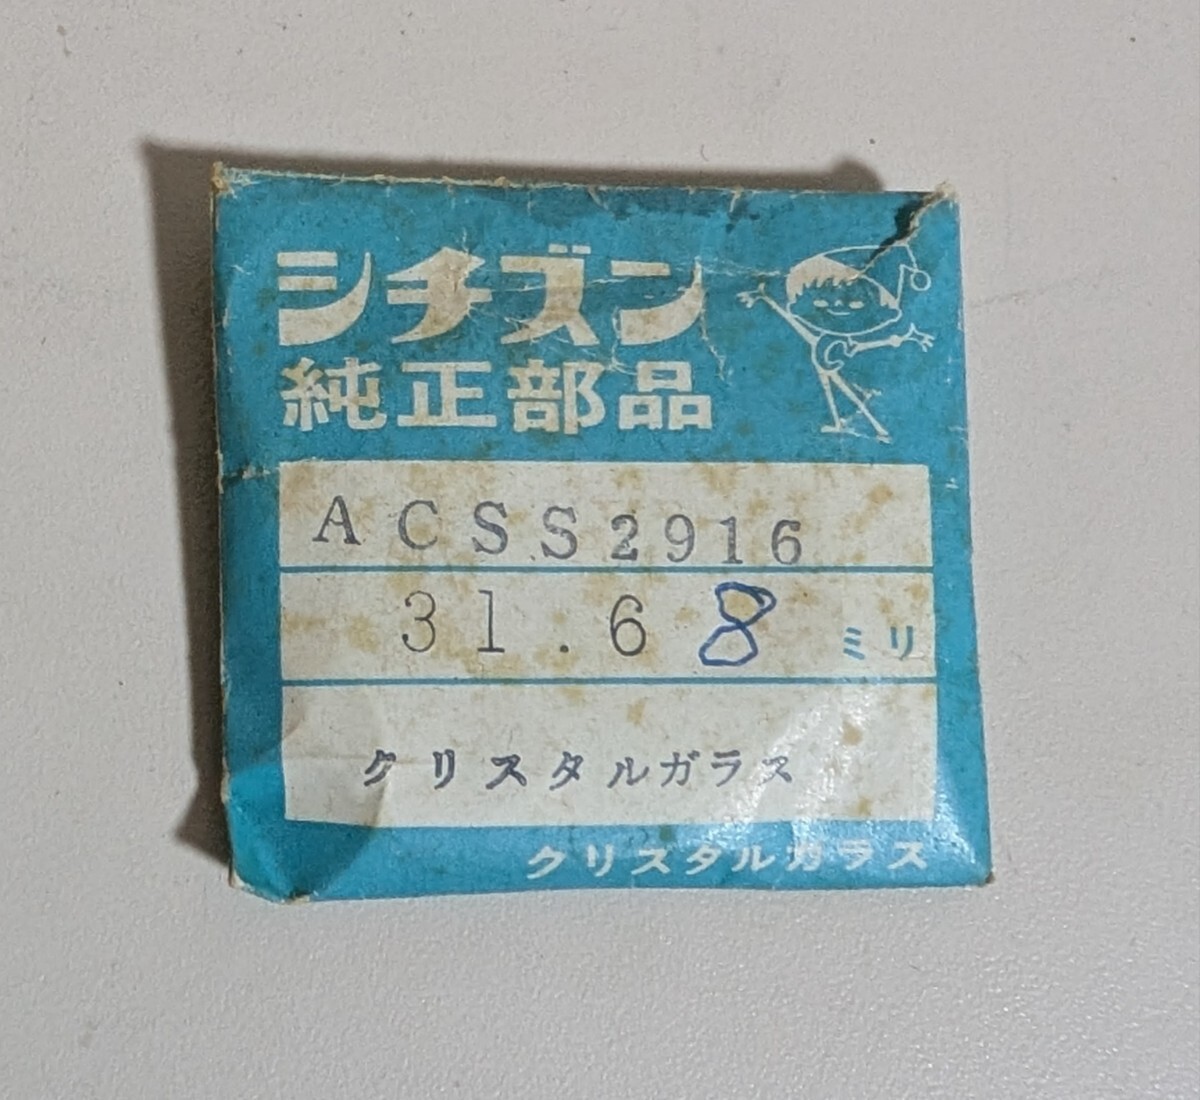 シチズン
純正部品
ACSS2916
31.68 ミリ
クリスタルガラス
クリスタルガラス